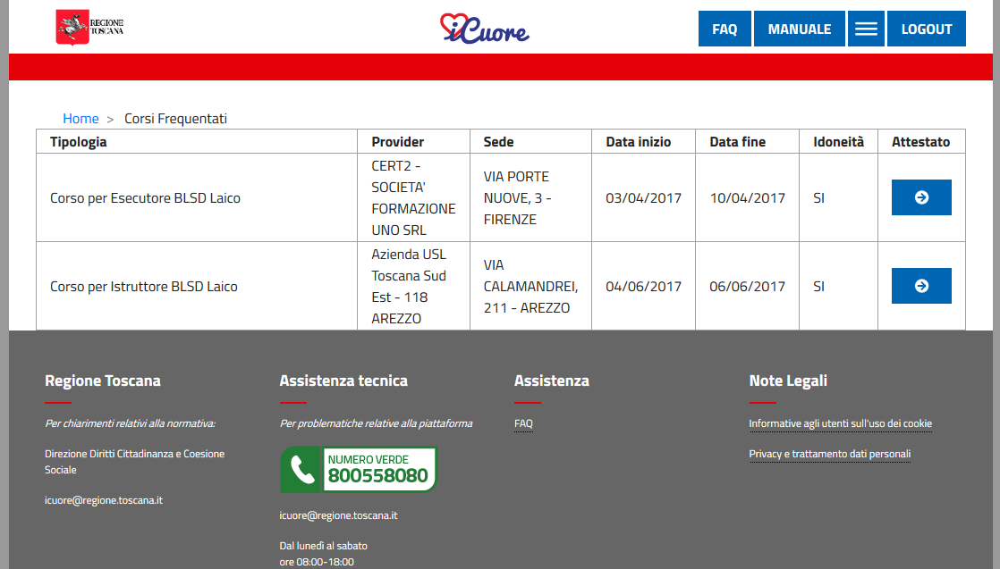 REGIONE
TOSCANA
iCuore
FAQ
MANUALE
LOGOUT
Home > Corsi Frequentati
Tipologia Provider Sede Data inizio Data fine Idoneità Attestato
Corso per Esecutore BLSD Laico
CERT2 -
SOCIETA'
FORMAZIONE
UNO SRL
VIA PORTE
NUOVE, 3 -
FIRENZE
03/04/2017
10/04/2017
SI
Corso per Istruttore BLSD Laico
Azienda USL
Toscana Sud
Est - 118
AREZZO
VIA
CALAMANDREI,
211 - AREZZO
04/06/2017
06/06/2017
SI
Regione Toscana
Per chiarimenti relativi alla normativa:
Direzione Diritti Cittadinanza e Coesione
Sociale
icuore@regione.toscana.it
Assistenza tecnica
Per problematiche relative alla piattaforma
NUMERO VERDE
800558080
icuore@regione.toscana.it
Dal lunedì al sabato
ore 08:00-18:00
Assistenza
FAQ
Note Legali
Informative agli utenti sull'uso dei cookie
Privacy e trattamento dati personali